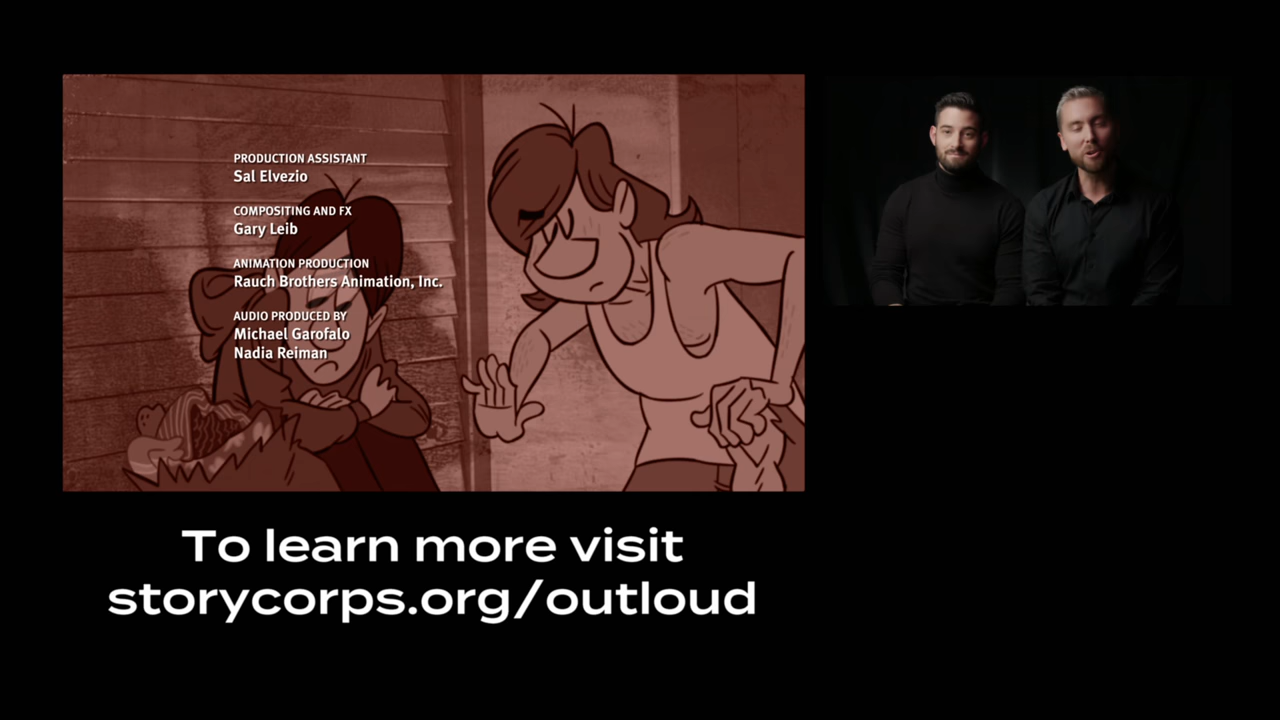 PRODUCTION ASSISTANT
Sal Elvezio
COMPOSITING AND FX
Gary Leib
ANIMATION PRODUCTION
Rauch Brothers Animation, Inc.
AUDIO PRODUCED BY
Michael Garofalo
Nadia Reiman
To learn more visit
storycorps.org/outloud